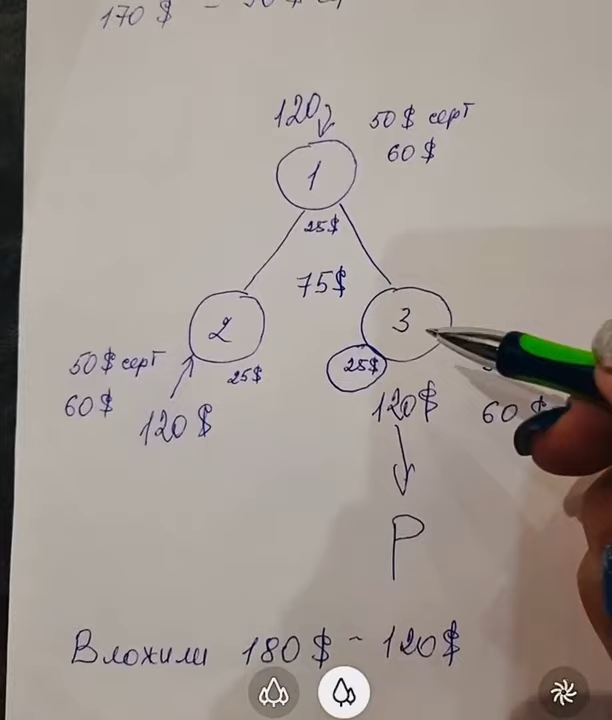 170 $ -
120 50 $ серт
60 $
1
25 $
75 $
2 3
50 $ серт 25 $ 25 $
60 $ 120 $ 120 $ 60 $
Р
Вложили 180 $ - 120 $